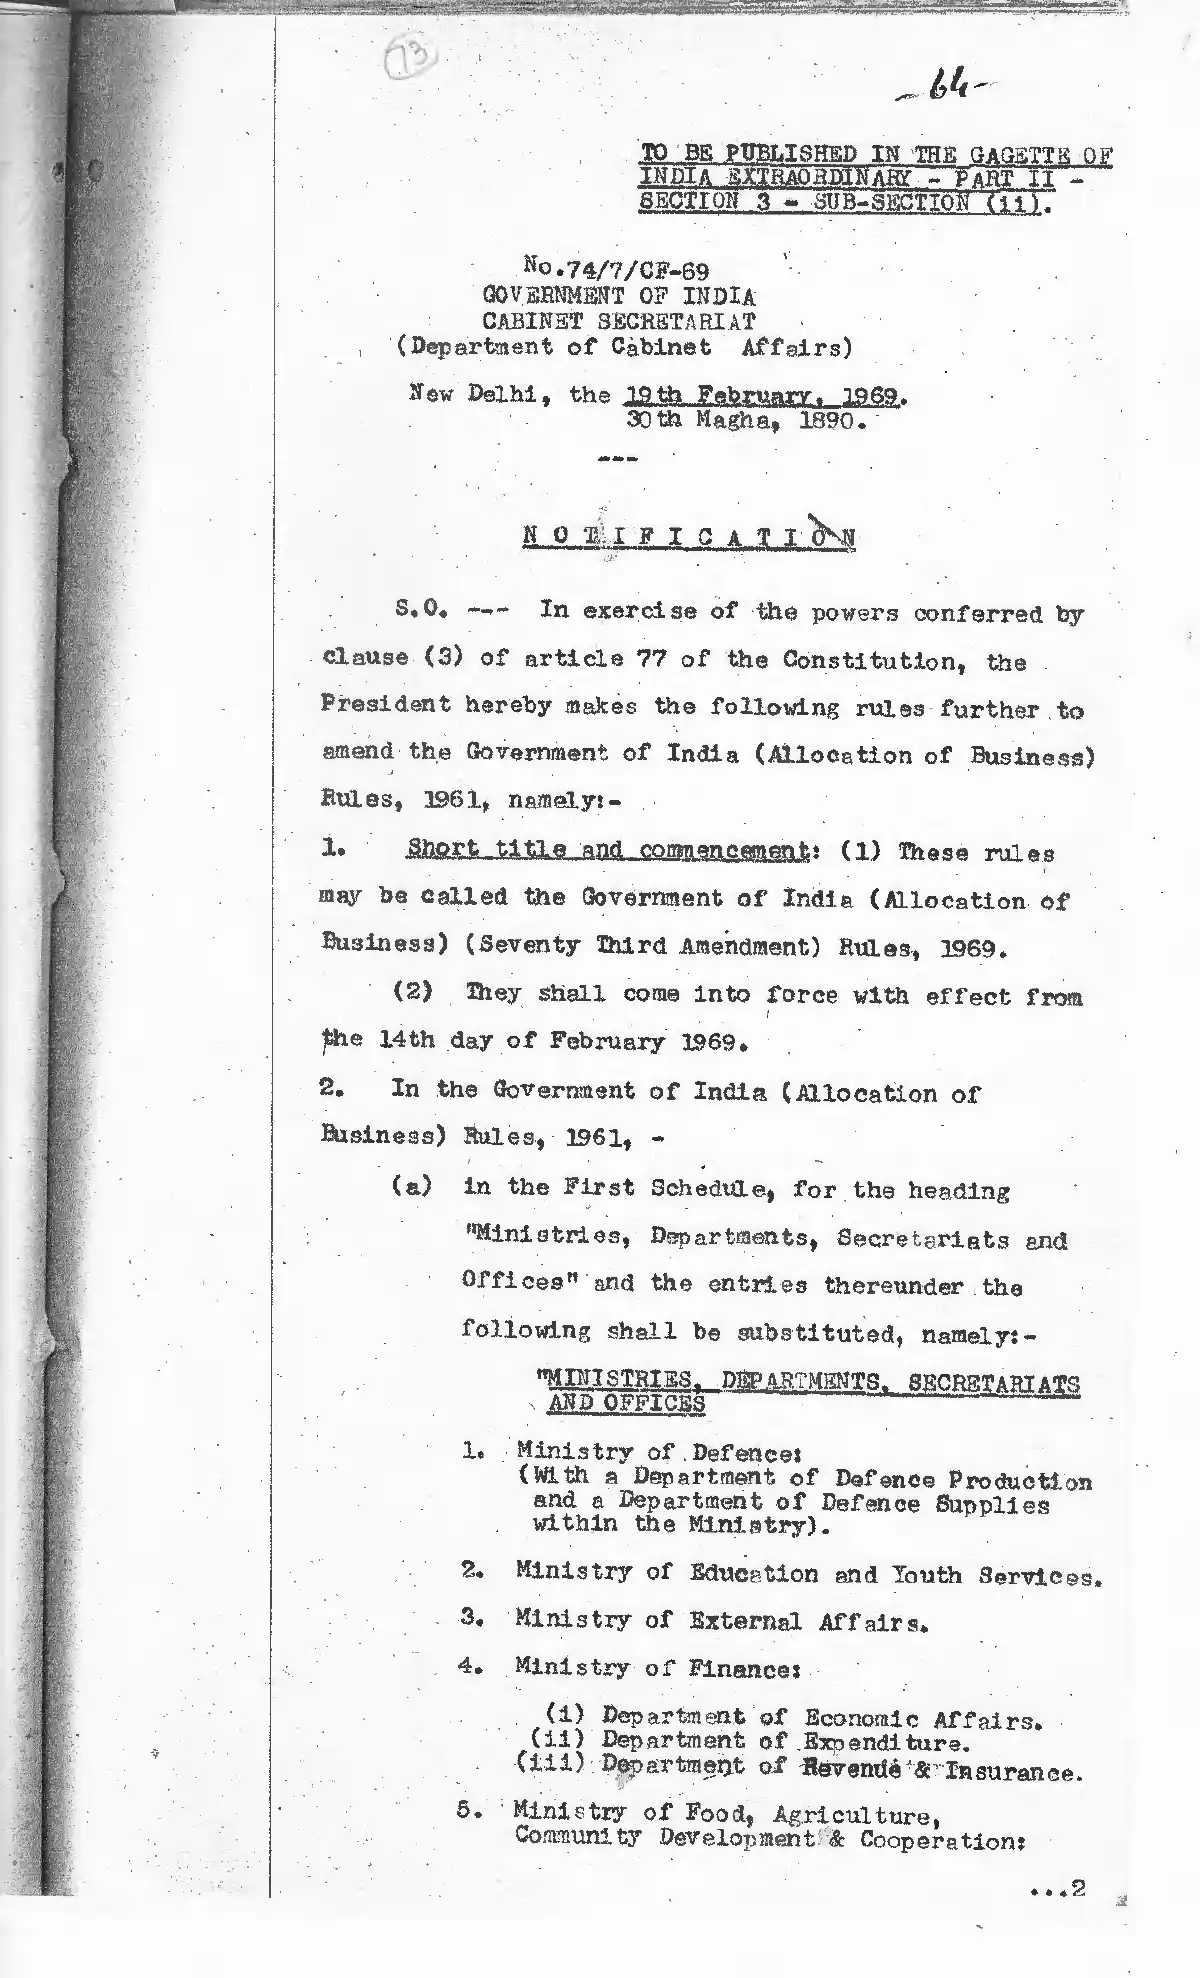 73
- 64 -
TO BE PUBLISHED IN THE GAGETTE OF
INDIA EXTRAORDINARY - PART II -
SECTION 3 - SUB-SECTION (ii).
No.74/7/CF-69
GOVERNMENT OF INDIA
CABINET SECRETARIAT
(Department of Cabinet Affairs)
New Delhi, the 19th February, 1969.
30th Magha, 1890.
---
N O T I F I C A T I O N
S.O. --- In exercise of the powers conferred by
clause (3) of article 77 of the Constitution, the
President hereby makes the following rules further to
amend the Government of India (Allocation of Business)
Rules, 1961, namely:-
1. Short title and commencement: (1) These rules
may be called the Government of India (Allocation of
Business) (Seventy Third Amendment) Rules, 1969.
(2) They shall come into force with effect from
the 14th day of February 1969.
2. In the Government of India (Allocation of
Business) Rules, 1961, -
(a) in the First Schedule, for the heading
"Ministries, Departments, Secretariats and
Offices" and the entries thereunder the
following shall be substituted, namely:-
"MINISTRIES, DEPARTMENTS, SECRETARIATS
AND OFFICES
1. Ministry of Defence:
(With a Department of Defence Production
and a Department of Defence Supplies
within the Ministry).
2. Ministry of Education and Youth Services.
3. Ministry of External Affairs.
4. Ministry of Finance:
(i) Department of Economic Affairs.
(ii) Department of Expenditure.
(iii) Department of Revenue & Insurance.
5. Ministry of Food, Agriculture,
Community Development & Cooperation:
...2